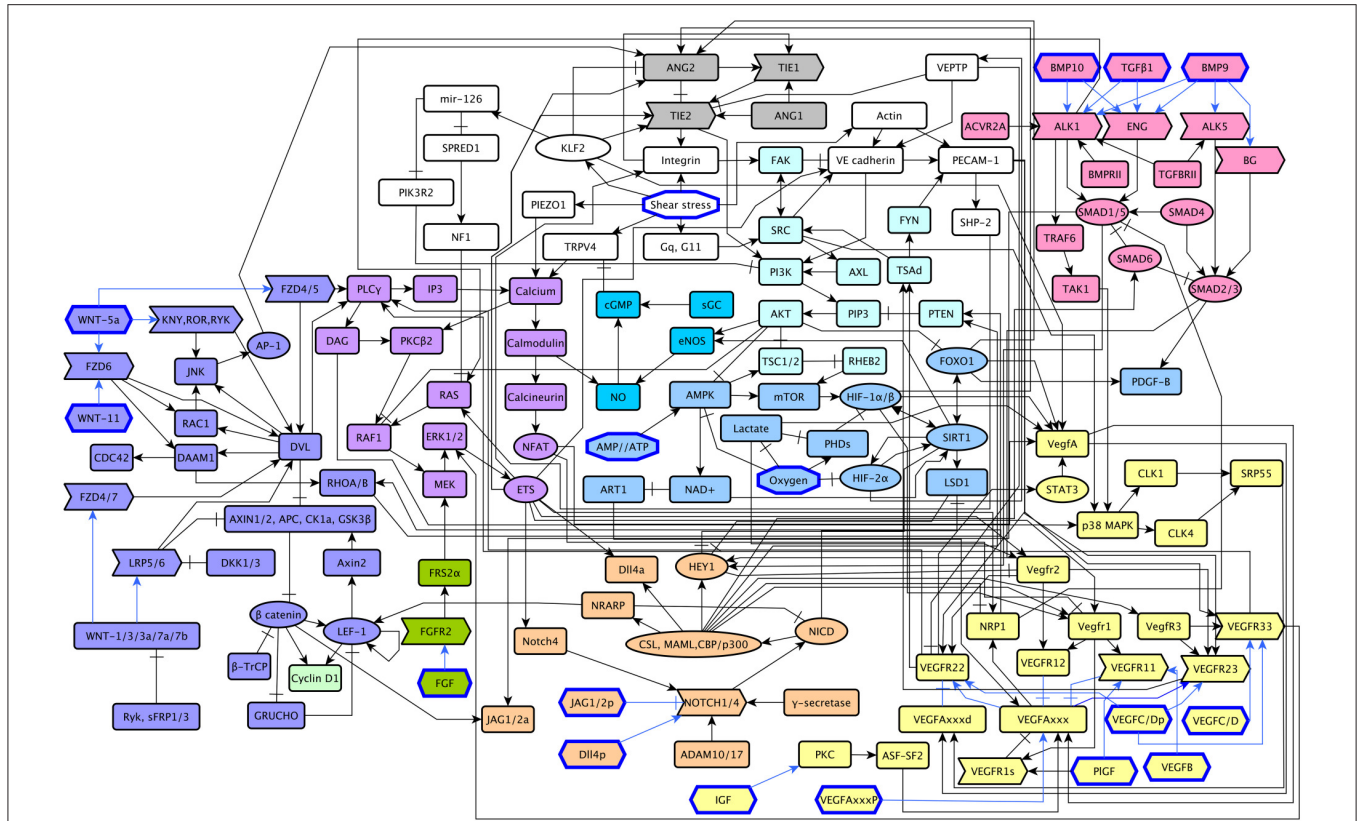 BMP10
TGFβ1
BMP9
ANG2
TIE1
VEPTP
mir-126
TIE2
ANG1
Actin
ACVR2A
ALK1
ENG
ALK5
SPRED1
KLF2
Integrin
FAK
VE cadherin
PECAM-1
BG
BMPRII
TGFBRII
PIK3R2
PIEZO1
Shear stress
SMAD1/5
SMAD4
FYN
SHP-2
NF1
TRPV4
Gq, G11
SRC
TRAF6
SMAD6
PI3K
AXL
TSAd
FZD4/5
PLCγ
IP3
Calcium
TAK1
SMAD2/3
cGMP
sGC
AKT
PIP3
PTEN
WNT-5a
KNY,ROR,RYK
DAG
PKCβ2
Calmodulin
eNOS
AP-1
TSC1/2
RHEB2
FOXO1
FZD6
JNK
PDGF-B
RAS
Calcineurin
NO
AMPK
mTOR
HIF-1α/β
WNT-11
RAC1
Lactate
RAF1
ERK1/2
NFAT
AMP//ATP
PHDs
SIRT1
VegfA
CDC42
DAAM1
DVL
CLK1
SRP55
MEK
Oxygen
HIF-2α
LSD1
RHOA/B
ETS
ART1
NAD+
STAT3
FZD4/7
AXIN1/2, APC, CK1a, GSK3β
p38 MAPK
CLK4
LRP5/6
DKK1/3
Axin2
FRS2α
Dll4a
HEY1
Vegfr2
NRARP
β catenin
LEF-1
NRP1
Vegfr1
VegfR3
VEGFR33
WNT-1/3/3a/7a/7b
FGFR2
Notch4
CSL, MAML,CBP/p300
NICD
β-TrCP
Cyclin D1
FGF
VEGFR22
VEGFR12
VEGFR11
VEGFR23
Ryk, sFRP1/3
GRUCHO
JAG1/2a
JAG1/2p
NOTCH1/4
γ-secretase
VEGFAxxxd
VEGFAxxx
VEGFC/Dp
VEGFC/D
Dll4p
ADAM10/17
PKC
ASF-SF2
VEGFR1s
PlGF
VEGFB
IGF
VEGFAxxxP